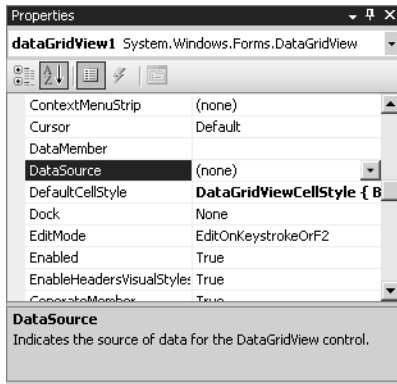 Properties
dataGridView1 System.Windows.Forms.DataGridView
ContextMenuStrip (none)
Cursor Default
DataMember
DataSource (none)
DefaultCellStyle DataGridViewCellStyle { B
Dock None
EditMode EditOnKeystrokeOrF2
Enabled True
EnableHeadersVisualStyles True
GenerateMember True
DataSource
Indicates the source of data for the DataGridView control.